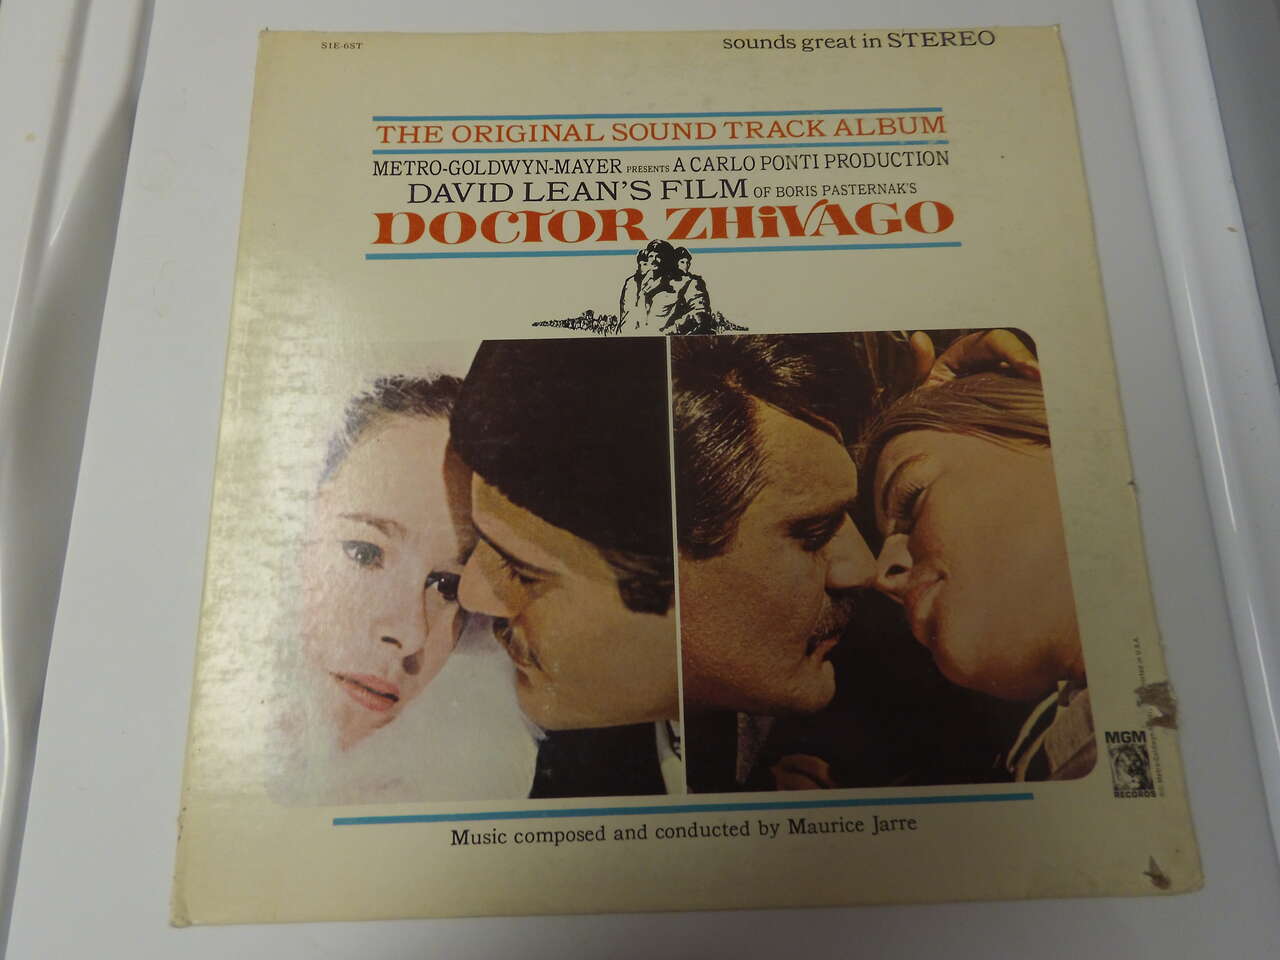 S1E-6ST
sounds great in STEREO
THE ORIGINAL SOUND TRACK ALBUM
METRO-GOLDWYN-MAYER PRESENTS A CARLO PONTI PRODUCTION
DAVID LEAN'S FILM OF BORIS PASTERNAK'S
DOCTOR ZHiVAGO
MGM
RECORDS
Music composed and conducted by Maurice Jarre